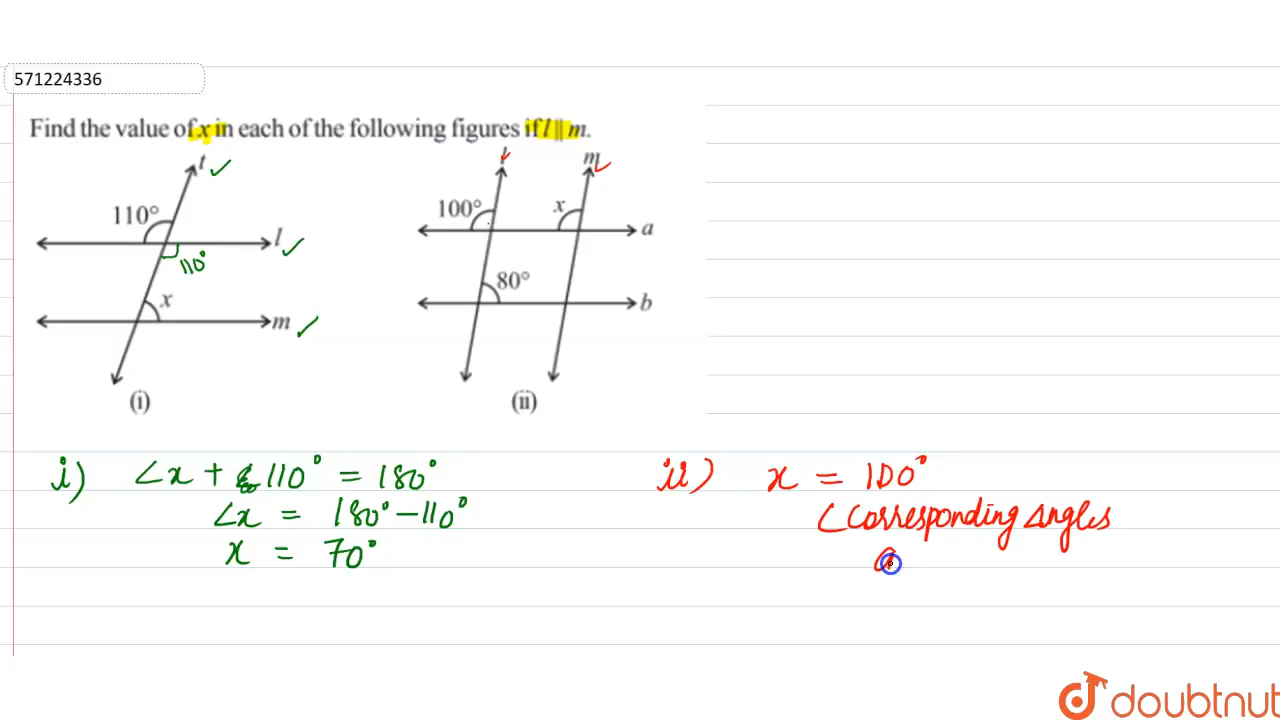 571224336
Find the value of x in each of the following figures if l || m.
t
110°
l
110°
x
m
(i)
l
m
100°
x
a
80°
b
(ii)
i) ∠x + 110° = 180°
∠x = 180° - 110°
x = 70°
ii) x = 100°
(Corresponding Angles
a
doubtnut